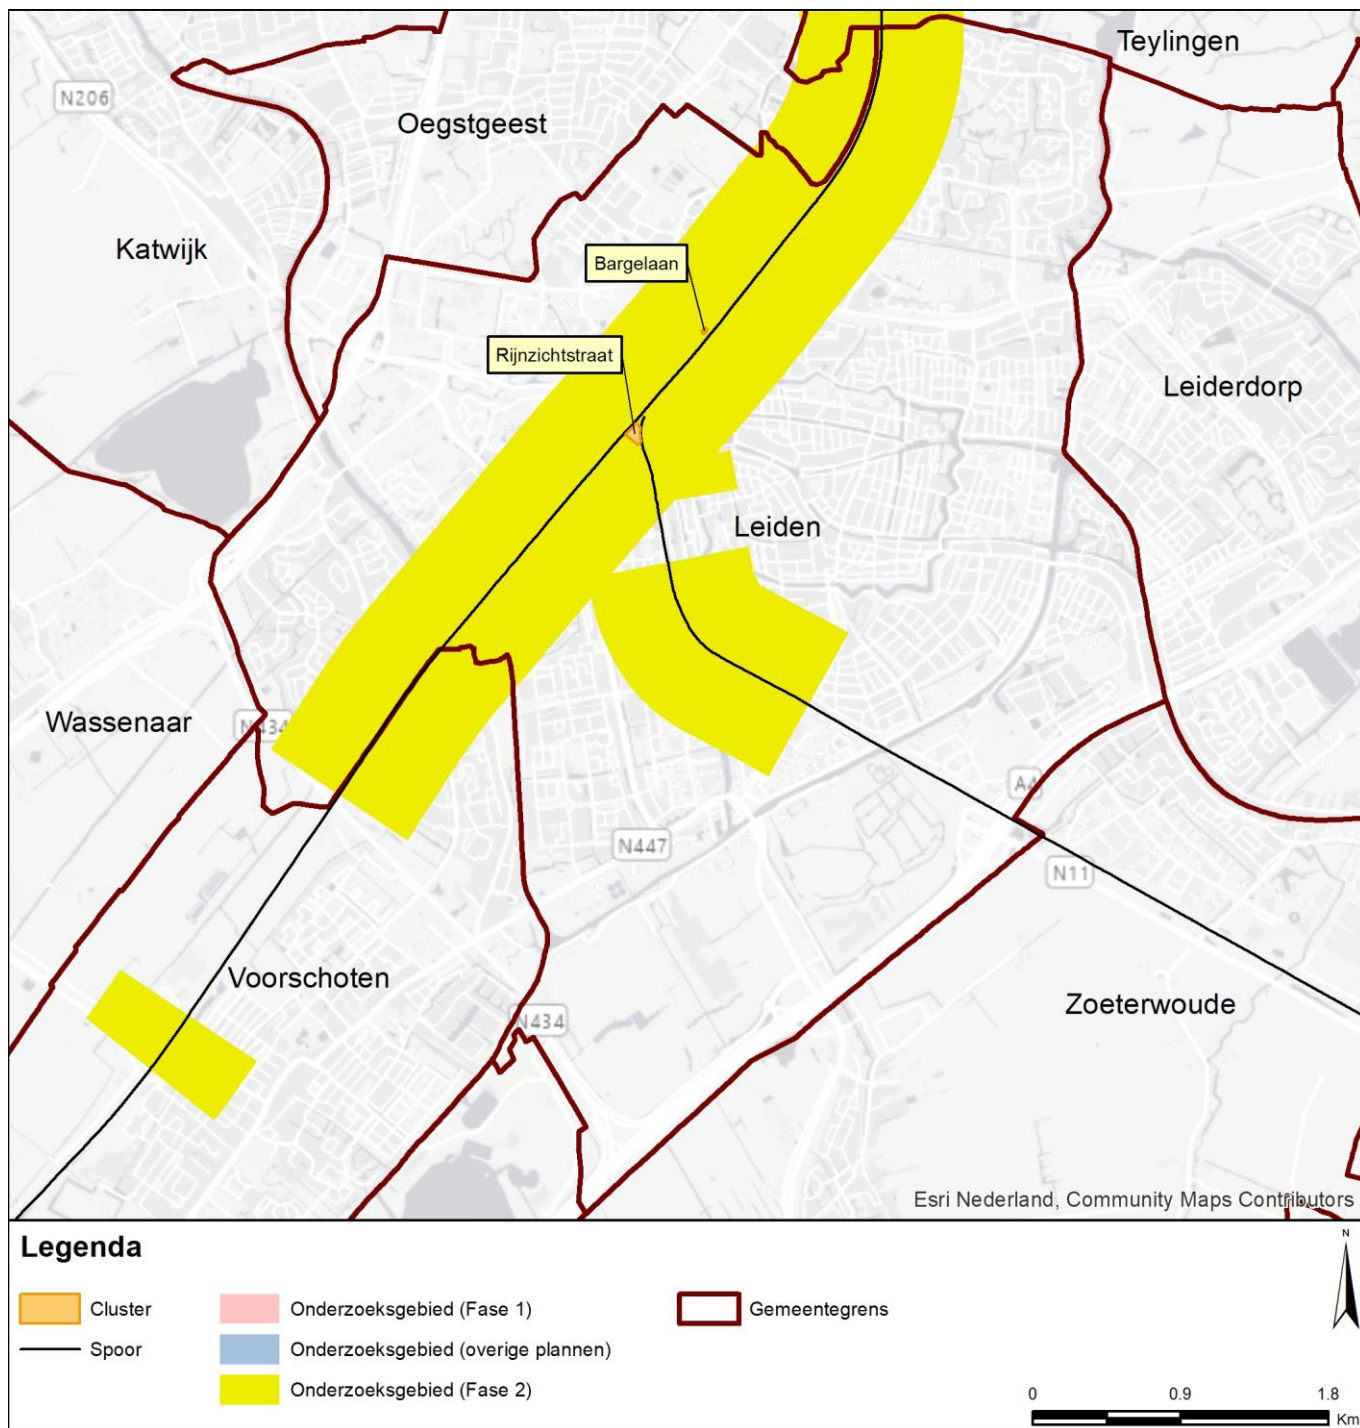 Teylingen
N206
Oegstgeest
Katwijk
Bargelaan
Rijnzichtstraat
Leiderdorp
Leiden
Wassenaar
N434
A4
N447
N11
Voorschoten
N434
Zoeterwoude
Esri Nederland, Community Maps Contributors
Legenda
N
Cluster
Onderzoeksgebied (Fase 1)
Gemeentegrens
Spoor
Onderzoeksgebied (overige plannen)
Onderzoeksgebied (Fase 2)
0 0.9 1.8
Km